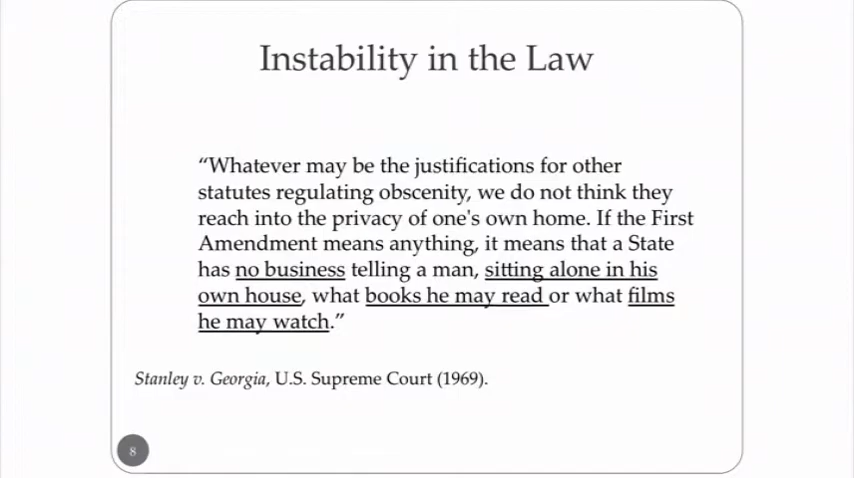 Instability in the Law
“Whatever may be the justifications for other
statutes regulating obscenity, we do not think they
reach into the privacy of one's own home. If the First
Amendment means anything, it means that a State
has no business telling a man, sitting alone in his
own house, what books he may read or what films
he may watch.”
Stanley v. Georgia, U.S. Supreme Court (1969).
8